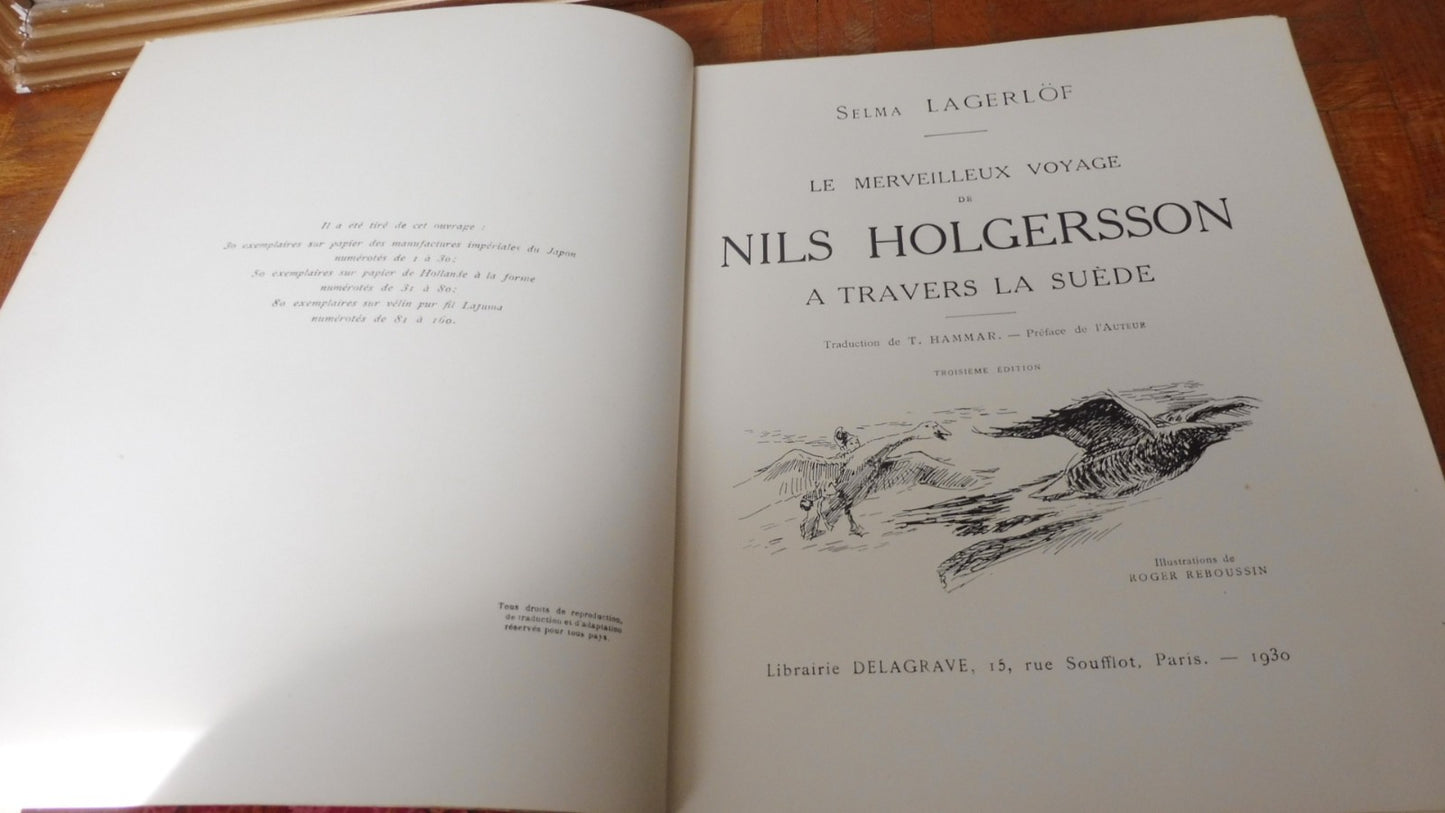 Il a été tiré de cet ouvrage :
30 exemplaires sur papier des manufactures impériales du Japon
numérotés de 1 à 30;
50 exemplaires sur papier de Hollande à la forme
numérotés de 31 à 80;
80 exemplaires sur vélin pur fil Lafuma
numérotés de 81 à 160.
Tous droits de reproduction,
de traduction et d'adaptation
réservés pour tous pays.
SELMA LAGERLÖF
LE MERVEILLEUX VOYAGE
DE
NILS HOLGERSSON
A TRAVERS LA SUÈDE
Traduction de T. HAMMAR. — Préface de l'AUTEUR
TROISIÈME ÉDITION
Illustrations de
ROGER REBOUSSIN
Librairie DELAGRAVE, 15, rue Soufflot, Paris. — 1930